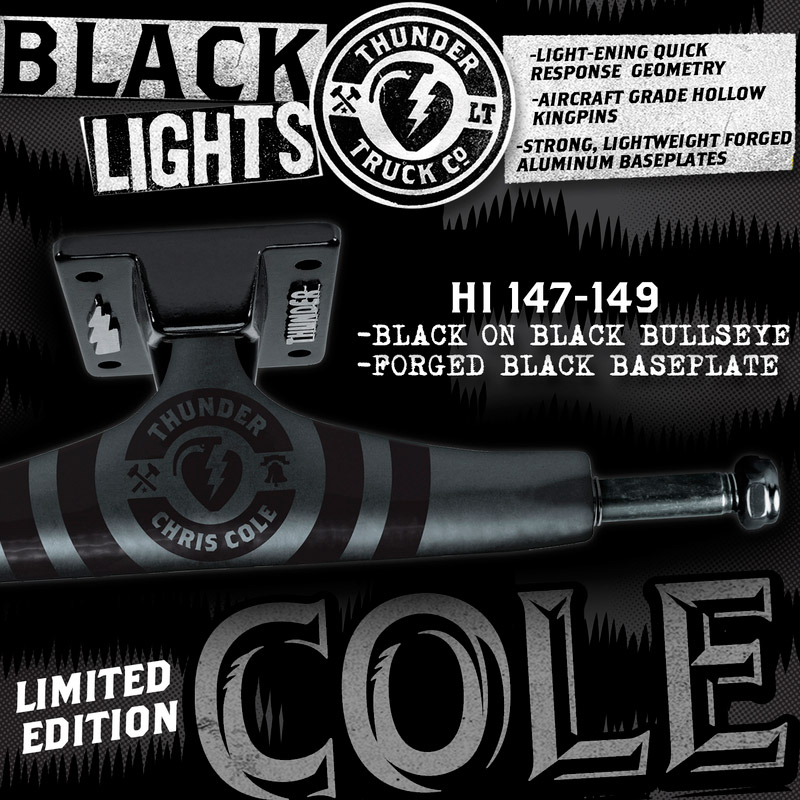 BLACK
LIGHTS
THUNDER
LT
TRUCK Co
-LIGHT-ENING QUICK
RESPONSE GEOMETRY
-AIRCRAFT GRADE HOLLOW
KINGPINS
-STRONG, LIGHTWEIGHT FORGED
ALUMINUM BASEPLATES
THUNDER
HI 147-149
-BLACK ON BLACK BULLSEYE
-FORGED BLACK BASEPLATE
THUNDER
CHRIS COLE
LIMITED
EDITION
COLE